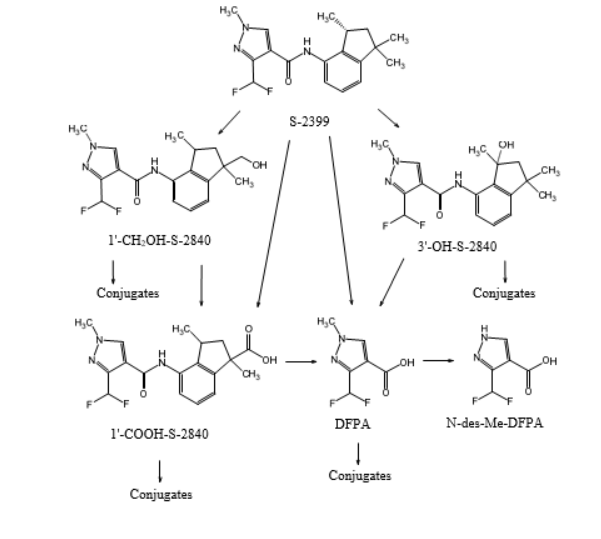 H₃C
N
N
F
F
O
H
N
H₃C
CH₃
CH₃
S-2399
H₃C
N
N
F
F
O
H
N
H₃C
OH
CH₃
1'-CH₂OH-S-2840
H₃C
N
N
F
F
O
H
N
H₃C
OH
CH₃
CH₃
3'-OH-S-2840
Conjugates
Conjugates
H₃C
N
N
F
F
O
H
N
H₃C
O
OH
CH₃
1'-COOH-S-2840
H₃C
N
N
F
F
OH
O
DFPA
H
N
N
F
F
OH
O
N-des-Me-DFPA
Conjugates
Conjugates